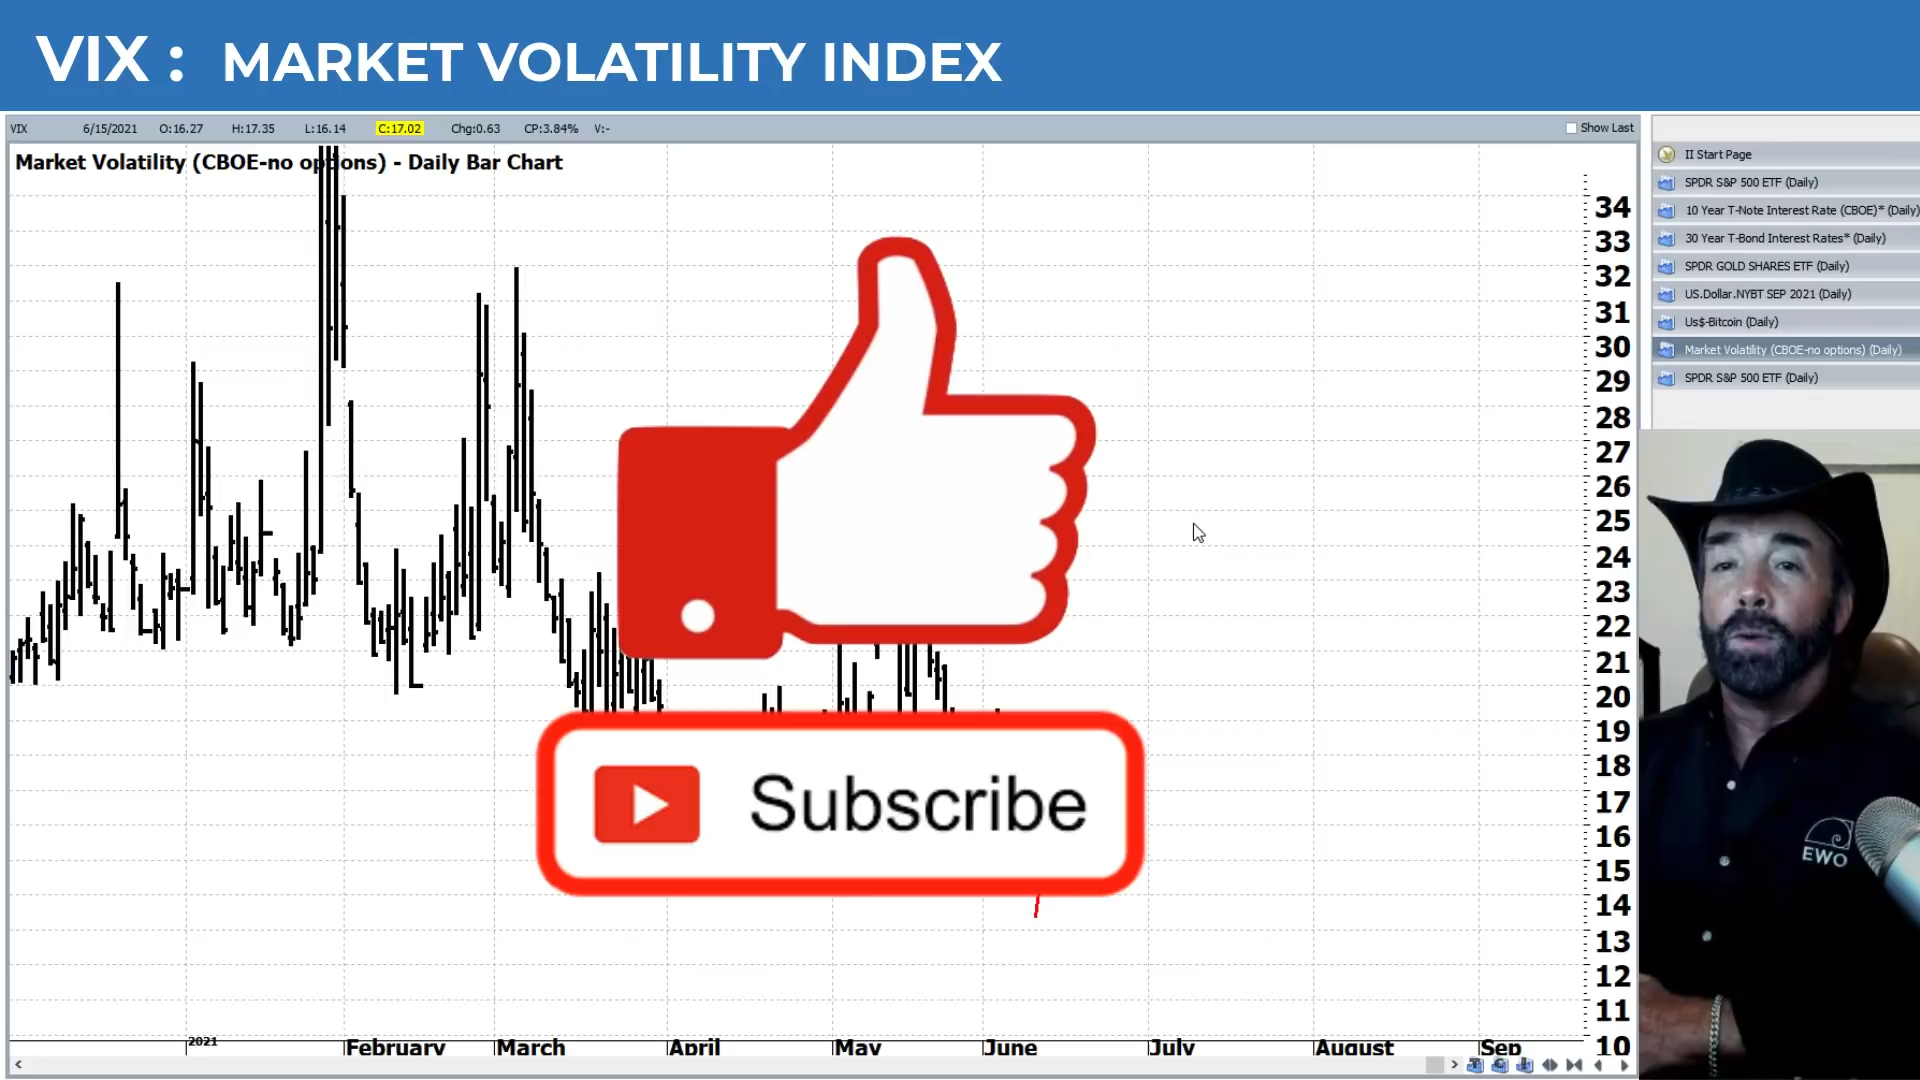 VIX : MARKET VOLATILITY INDEX
VIX 6/15/2021 O:16.27 H:17.35 L:16.14 C:17.02 Chg:0.63 CP:3.84% V:-
Show Last
Market Volatility (CBOE-no options) - Daily Bar Chart
II Start Page
SPDR S&P 500 ETF (Daily)
10 Year T-Note Interest Rate (CBOE)* (Daily)
30 Year T-Bond Interest Rates* (Daily)
SPDR GOLD SHARES ETF (Daily)
US.Dollar.NYBT SEP 2021 (Daily)
Us$-Bitcoin (Daily)
Market Volatility (CBOE-no options) (Daily)
SPDR S&P 500 ETF (Daily)
34
33
32
31
30
29
28
27
26
25
24
23
22
21
20
19
18
17
16
15
14
13
12
11
10
Subscribe
EWO
2021
February March April May June July August Sep